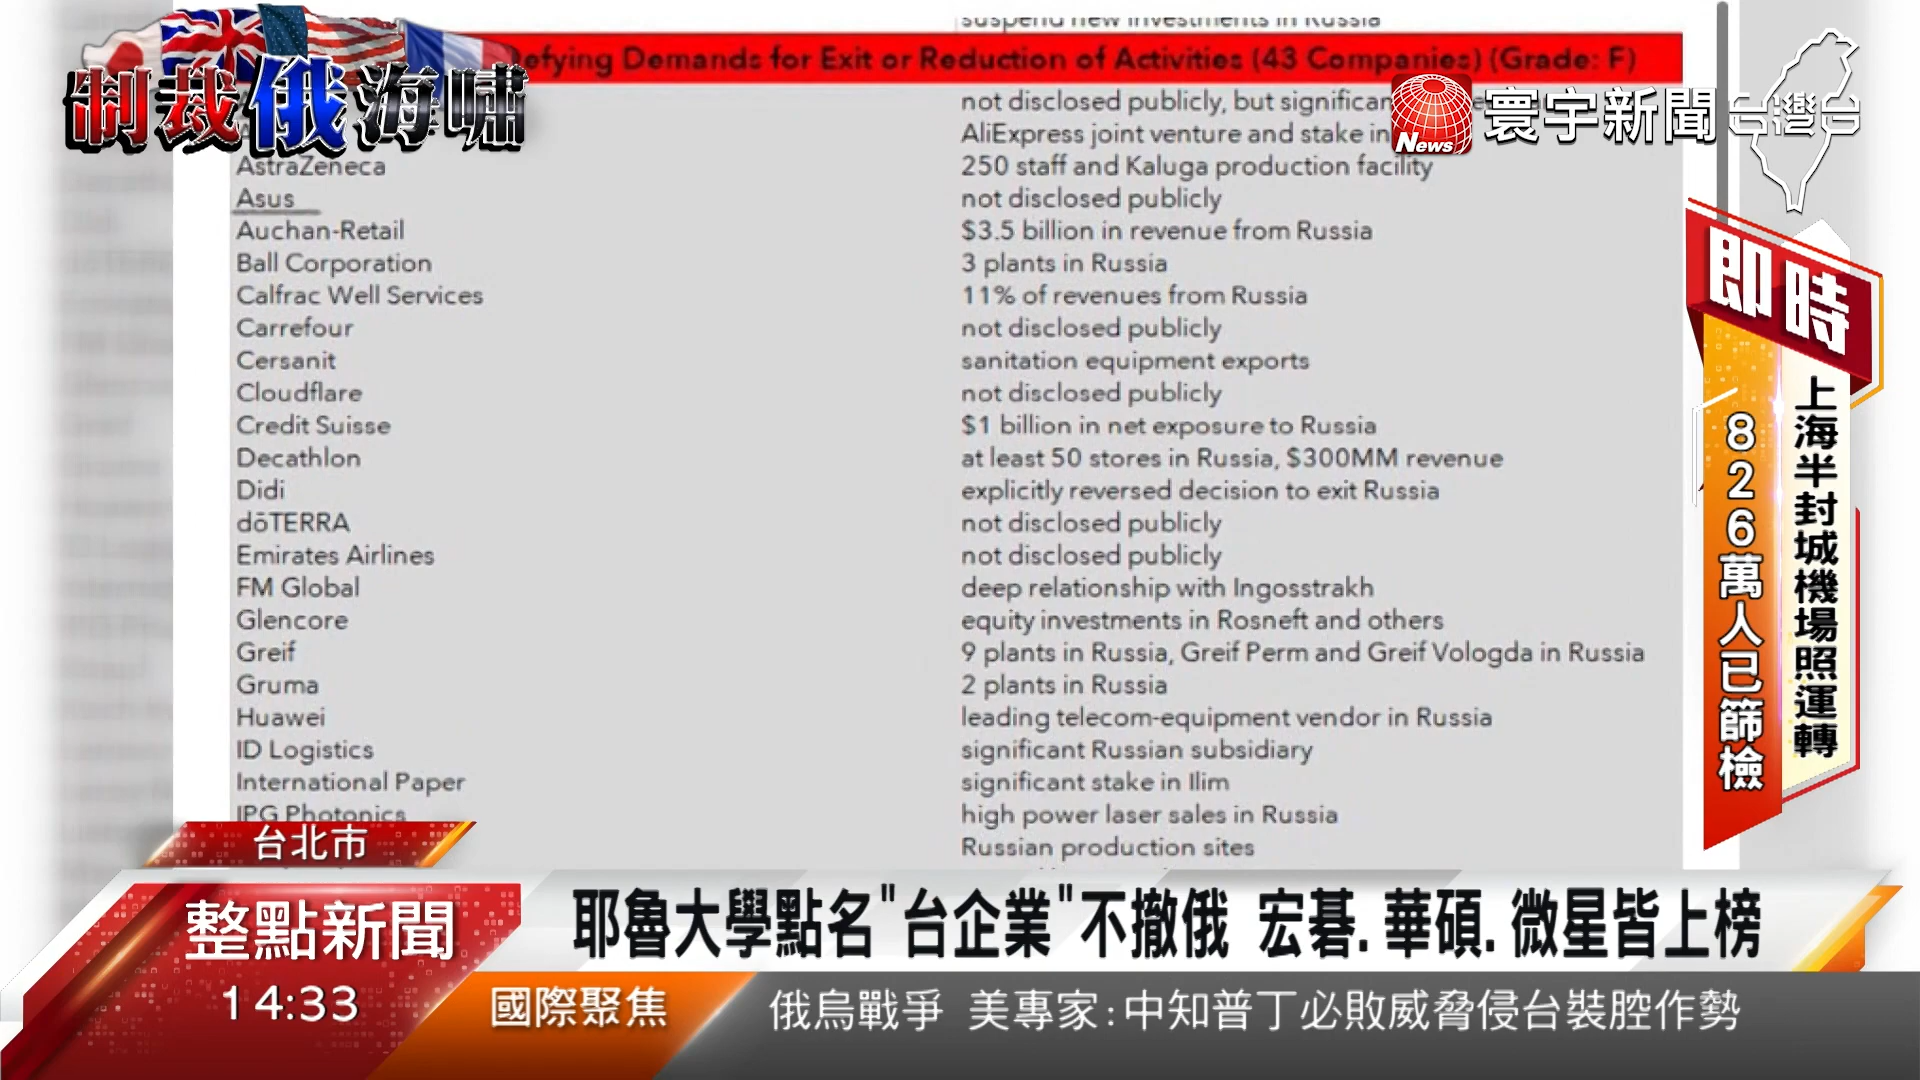 suspend new investments in Russia
efying Demands for Exit or Reduction of Activities (43 Companies) (Grade: F)
制裁俄海嘯
News
寰宇新聞 台灣台
not disclosed publicly, but significan
AliExpress joint venture and stake in
AstraZeneca 250 staff and Kaluga production facility
Asus not disclosed publicly
Auchan-Retail $3.5 billion in revenue from Russia
Ball Corporation 3 plants in Russia
Calfrac Well Services 11% of revenues from Russia
Carrefour not disclosed publicly
Cersanit sanitation equipment exports
Cloudflare not disclosed publicly
Credit Suisse $1 billion in net exposure to Russia
Decathlon at least 50 stores in Russia, $300MM revenue
Didi explicitly reversed decision to exit Russia
dōTERRA not disclosed publicly
Emirates Airlines not disclosed publicly
FM Global deep relationship with Ingosstrakh
Glencore equity investments in Rosneft and others
Greif 9 plants in Russia, Greif Perm and Greif Vologda in Russia
Gruma 2 plants in Russia
Huawei leading telecom-equipment vendor in Russia
ID Logistics significant Russian subsidiary
International Paper significant stake in Ilim
IPG Photonics high power laser sales in Russia
Russian production sites
即時
上海半封城機場照運轉
826萬人已篩檢
台北市
整點新聞
耶魯大學點名"台企業"不撤俄 宏碁.華碩.微星皆上榜
14:33
國際聚焦
俄烏戰爭 美專家:中知普丁必敗威脅侵台裝腔作勢